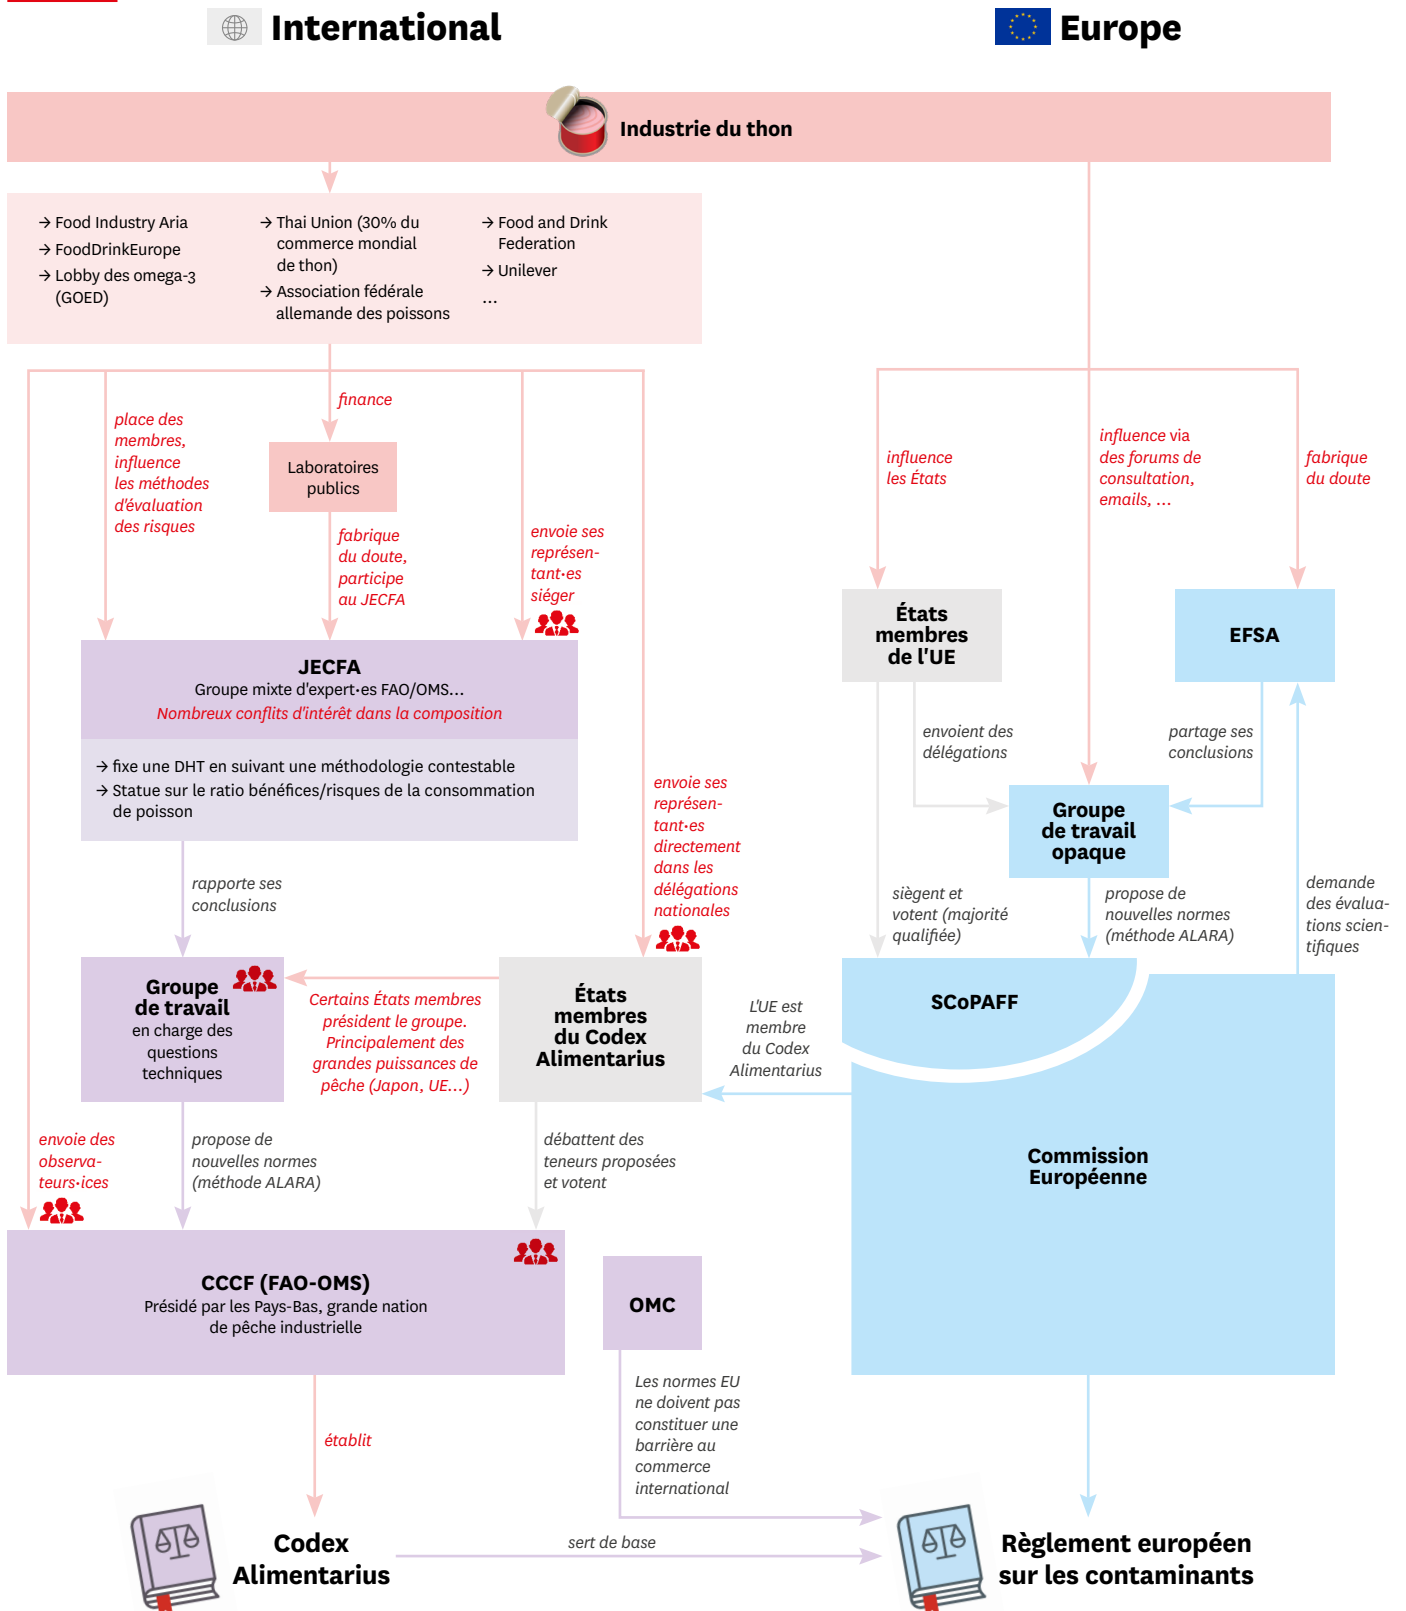 International
Europe
Industrie du thon
→ Food Industry Aria
→ FoodDrinkEurope
→ Lobby des omega-3
(GOED)
→ Thai Union (30% du
commerce mondial
de thon)
→ Association fédérale
allemande des poissons
→ Food and Drink
Federation
→ Unilever
...
place des
membres,
influence
les méthodes
d'évaluation
des risques
finance
Laboratoires
publics
fabrique
du doute,
participe
au JECFA
envoie ses
représen-
tant·es
siéger
influence
les États
influence via
des forums de
consultation,
emails, ...
fabrique
du doute
États
membres
de l'UE
EFSA
JECFA
Groupe mixte d'expert·es FAO/OMS...
Nombreux conflits d'intérêt dans la composition
→ fixe une DHT en suivant une méthodologie contestable
→ Statue sur le ratio bénéfices/risques de la consommation
de poisson
envoient des
délégations
partage ses
conclusions
envoie ses
représen-
tant·es
directement
dans les
délégations
nationales
Groupe
de travail
opaque
rapporte ses
conclusions
siègent et
votent (majorité
qualifiée)
propose de
nouvelles normes
(méthode ALARA)
demande
des évalua-
tions scien-
tifiques
Groupe
de travail
en charge des
questions
techniques
Certains États membres
président le groupe.
Principalement des
grandes puissances de
pêche (Japon, UE...)
États
membres
du Codex
Alimentarius
L'UE est
membre
du Codex
Alimentarius
SCoPAFF
Commission
Européenne
envoie des
observa-
teurs·ices
propose de
nouvelles normes
(méthode ALARA)
débattent des
teneurs proposées
et votent
CCCF (FAO-OMS)
Présidé par les Pays-Bas, grande nation
de pêche industrielle
OMC
Les normes EU
ne doivent pas
constituer une
barrière au
commerce
international
établit
Codex
Alimentarius
sert de base
Règlement européen
sur les contaminants